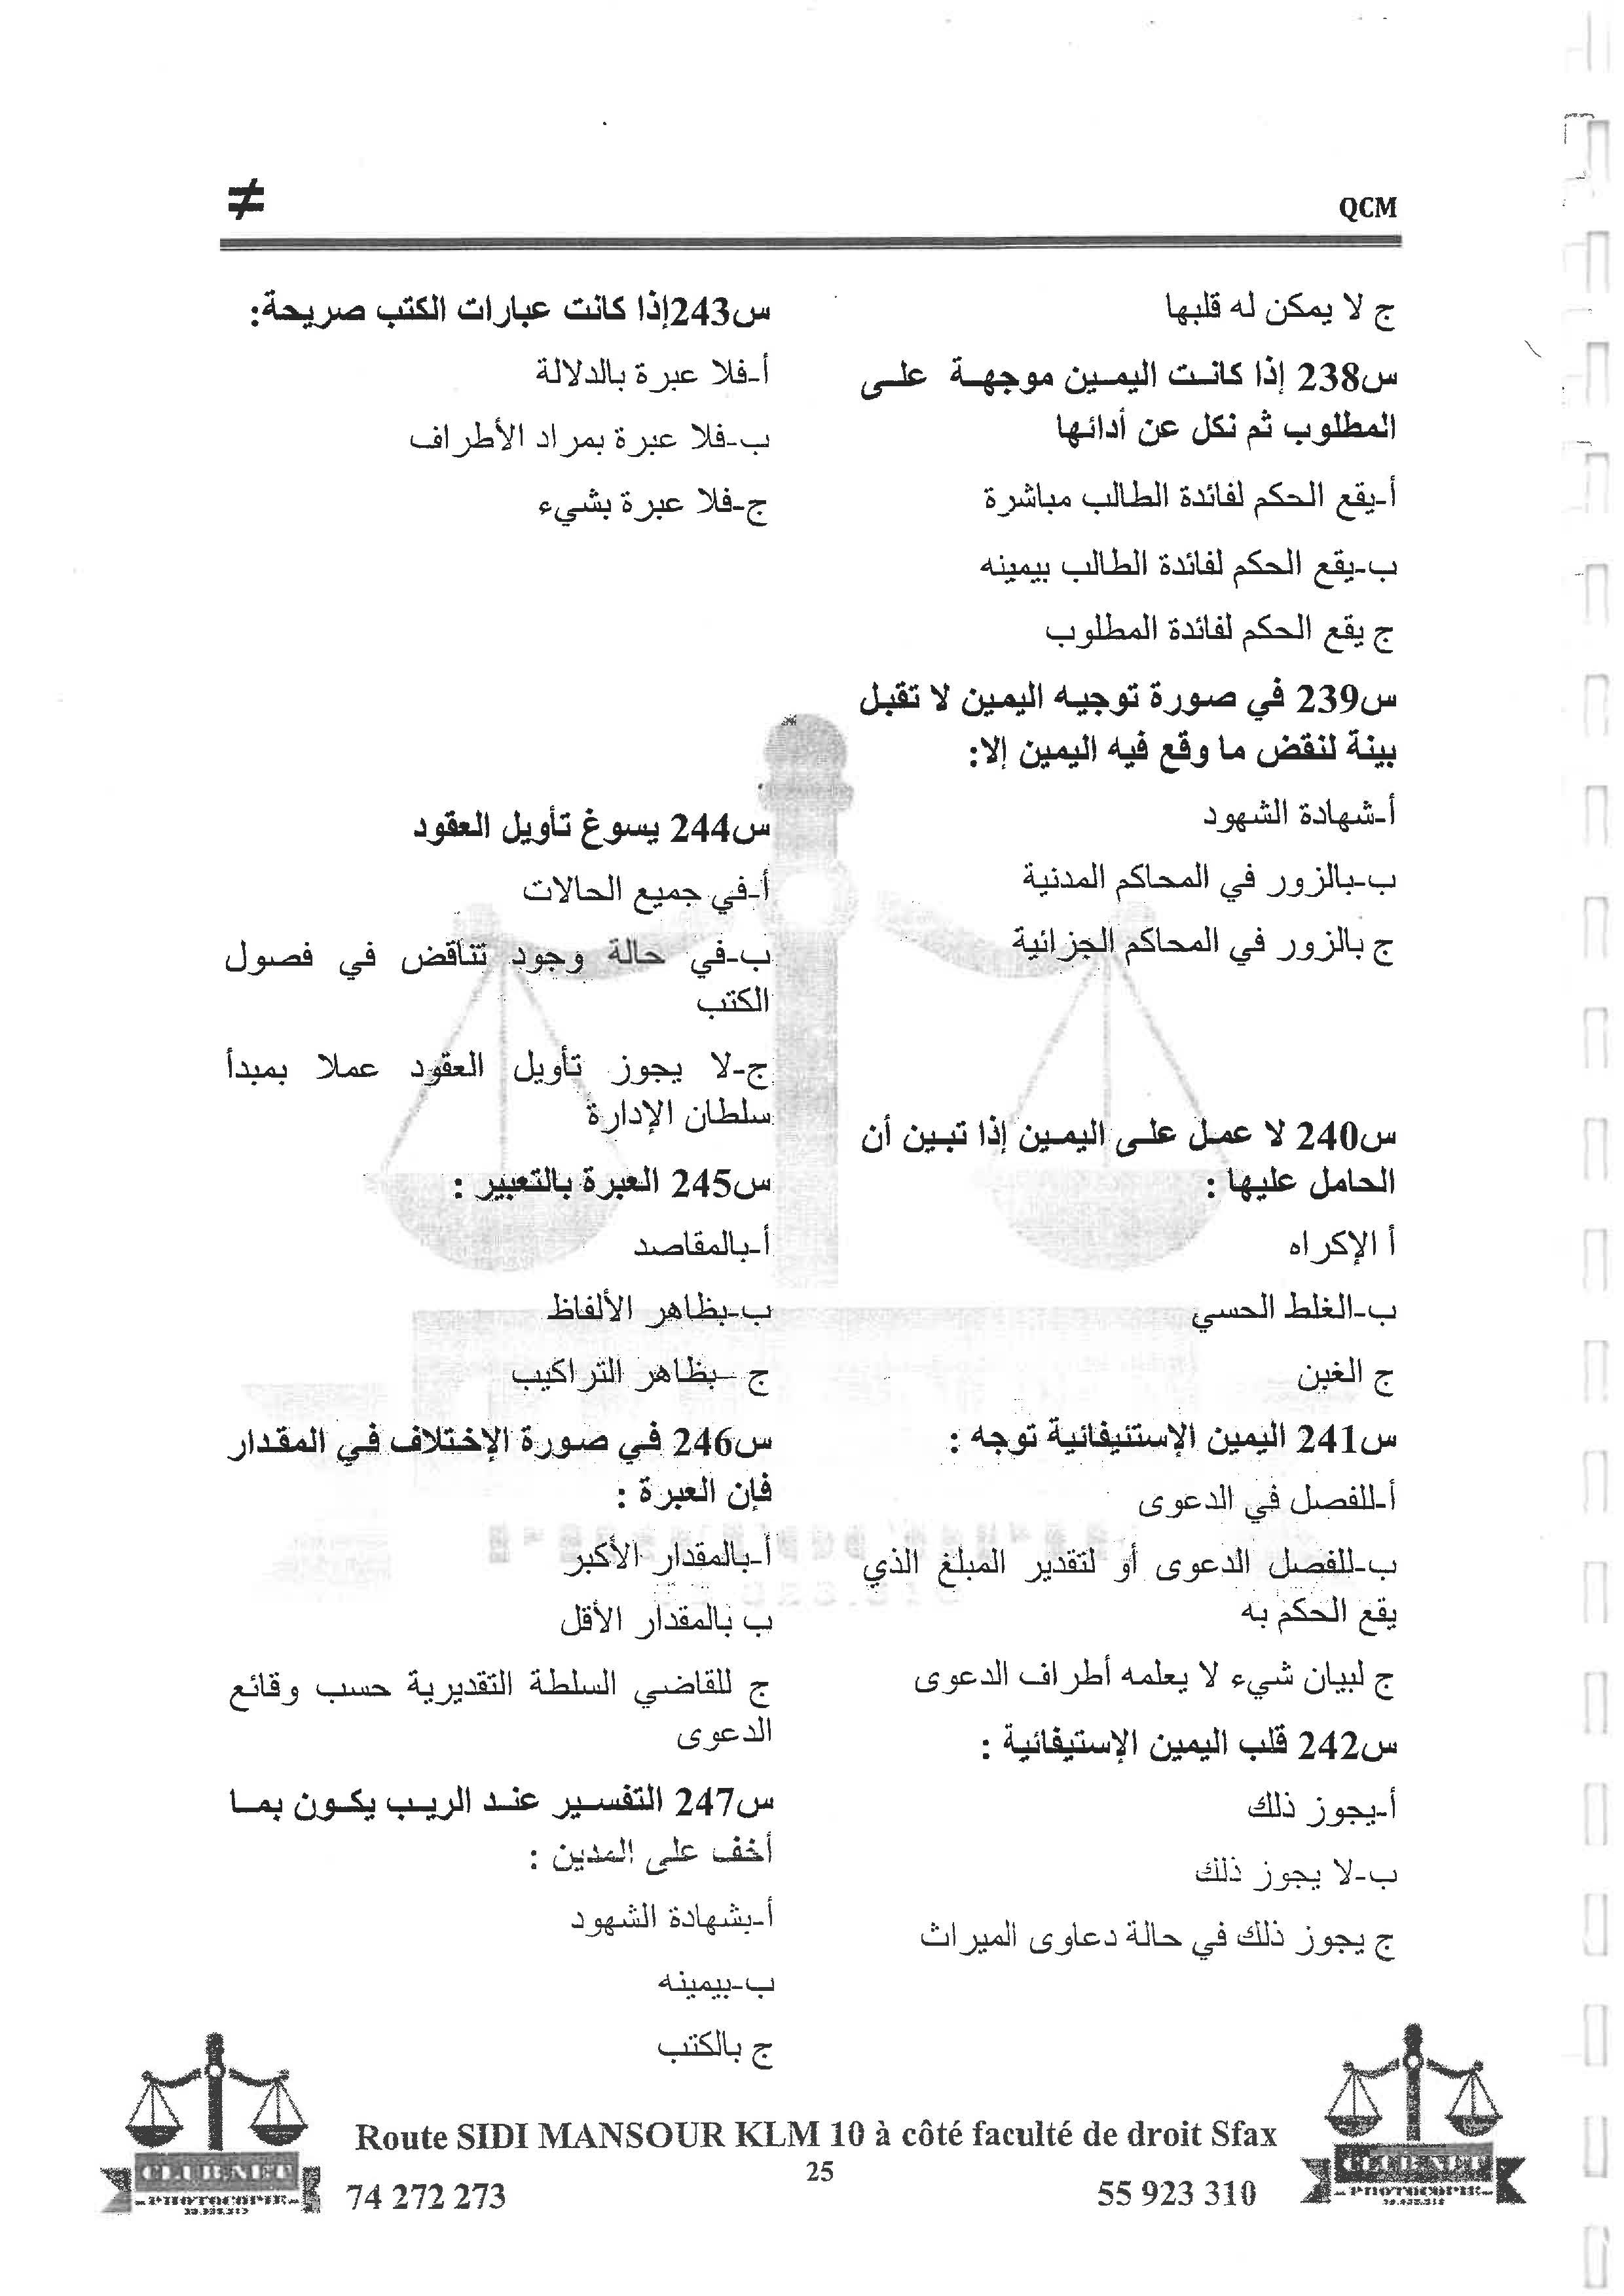 ≠
QCM
ج لا يمكن له قلبها
س238 إذا كانت اليمين موجهة على
المطلوب ثم نكل عن أدائها
أ-يقع الحكم لفائدة الطالب مباشرة
ب-يقع الحكم لفائدة الطالب بيمينه
ج يقع الحكم لفائدة المطلوب
س239 في صورة توجيه اليمين لا تقبل
بينة لنقض ما وقع فيه اليمين إلا:
أ-شهادة الشهود
ب-بالزور في المحاكم المدنية
ج بالزور في المحاكم الجزائية
س240 لا عمل على اليمين إذا تبين أن
الحامل عليها :
أ الإكراه
ب-الغلط الحسي
ج الغبن
س241 اليمين الإستئيفائية توجه :
أ-للفصل في الدعوى
ب-للفصل الدعوى أو لتقدير المبلغ الذي
يقع الحكم به
ج لبيان شيء لا يعلمه أطراف الدعوى
س242 قلب اليمين الإستيفائية :
أ-يجوز ذلك
ب-لا يجوز ذلك
ج يجوز ذلك في حالة دعاوى الميراث
س243إذا كانت عبارات الكتب صريحة:
أ-فلا عبرة بالدلالة
ب-فلا عبرة بمراد الأطراف
ج-فلا عبرة بشيء
س244 يسوغ تأويل العقود
أ-في جميع الحالات
ب-في حالة وجود تناقض في فصول
الكتب
ج-لا يجوز تأويل العقود عملا بمبدأ
سلطان الإدارة
س245 العبرة بالتعبير :
أ-بالمقاصد
ب-بظاهر الألفاظ
ج –بظاهر التراكيب
س246 في صورة الإختلاف في المقدار
فإن العبرة :
أ-بالمقدار الأكبر
ب بالمقدار الأقل
ج للقاضي السلطة التقديرية حسب وقائع
الدعوى
س247 التفسير عند الريب يكون بما
أخف على المدين :
أ-بشهادة الشهود
ب-بيمينه
ج بالكتب
Route SIDI MANSOUR KLM 10 à côté faculté de droit Sfax
25
74 272 273
55 923 310
CLUB NET
- PHOTOCOPIE -
CLUB NET
- PHOTOCOPIE -